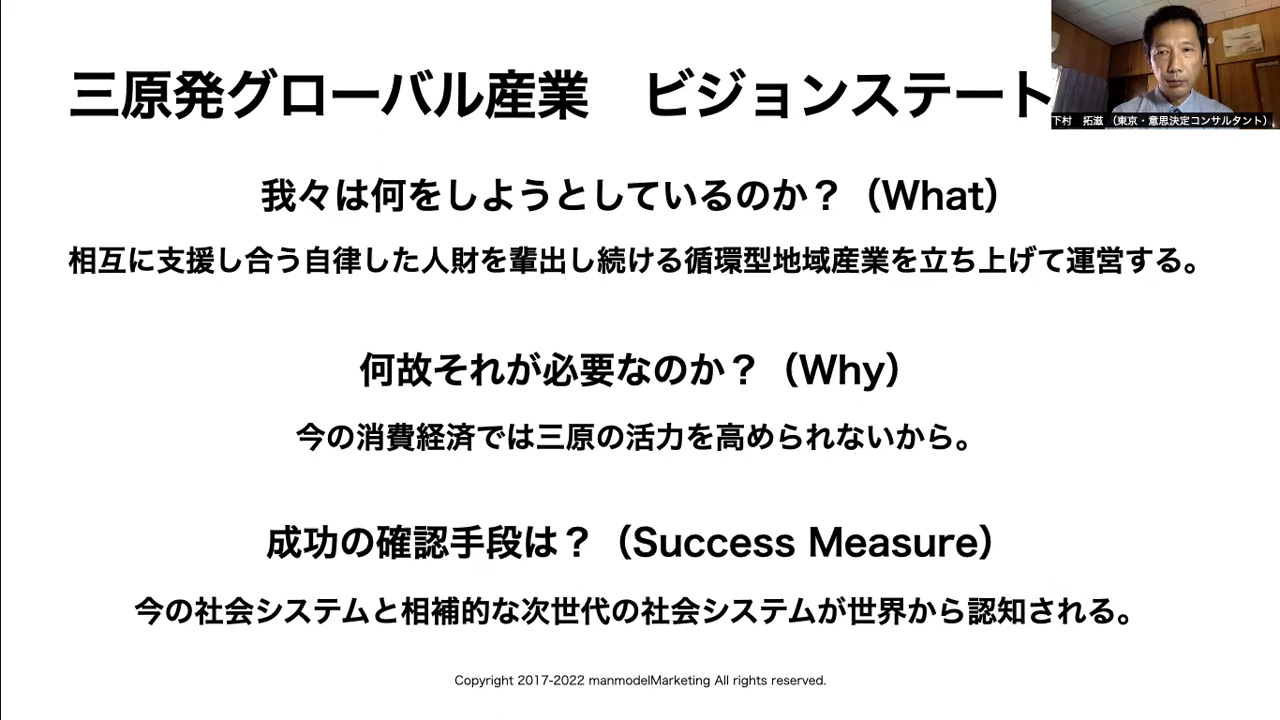 三原発グローバル産業　ビジョンステート
下村　拓滋　（東京・意思決定コンサルタント）
我々は何をしようとしているのか？（What）
相互に支援し合う自律した人財を輩出し続ける循環型地域産業を立ち上げて運営する。
何故それが必要なのか？（Why）
今の消費経済では三原の活力を高められないから。
成功の確認手段は？（Success Measure）
今の社会システムと相補的な次世代の社会システムが世界から認知される。
Copyright 2017-2022 manmodelMarketing All rights reserved.